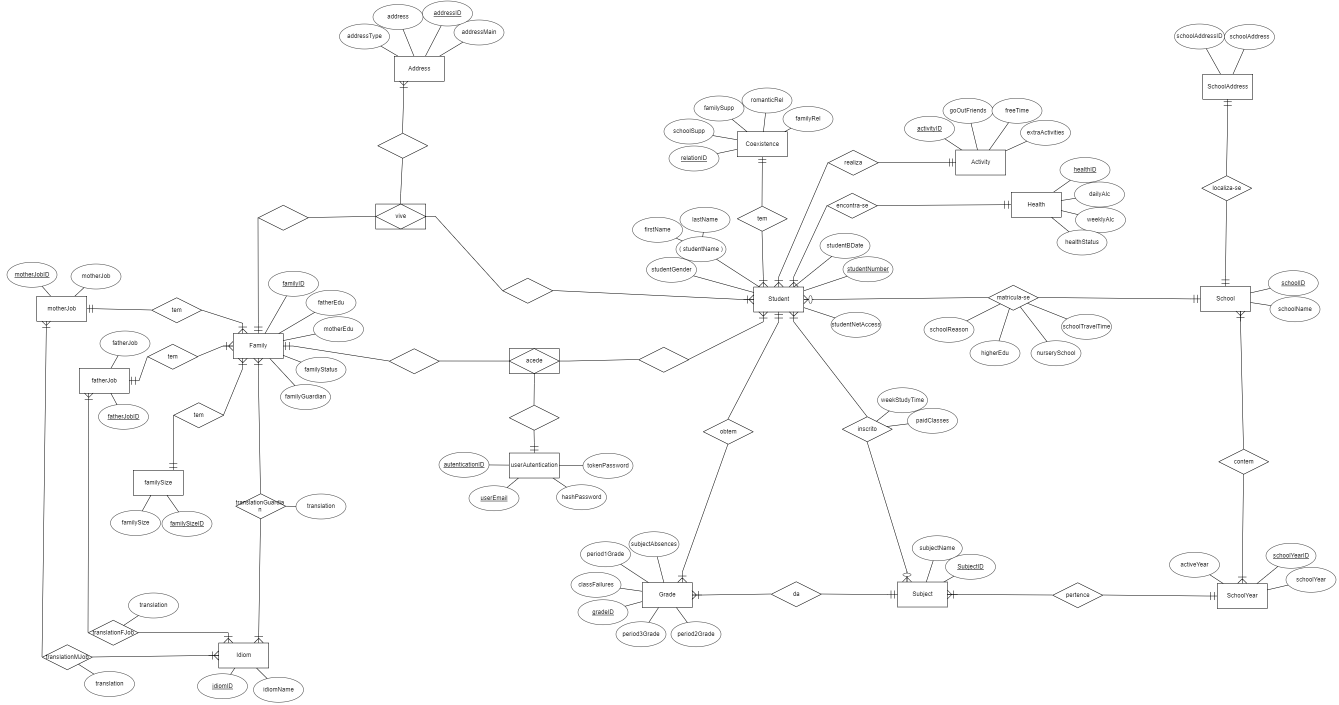 address
addressID
addressType
addressMain
Address
schoolAddressID
schoolAddress
SchoolAddress
romanticRel
familySupp
familyRel
schoolSupp
Coexistence
relationID
goOutFriends
freeTime
activityID
extraActivities
realiza
Activity
healthID
dailyAlc
encontra-se
Health
weeklyAlc
healthStatus
localiza-se
vive
tem
lastName
firstName
( studentName )
studentGender
studentBDate
studentNumber
Student
studentNetAccess
matricula-se
schoolReason
schoolTravelTime
higherEdu
nurserySchool
School
schoolID
schoolName
motherJobID
motherJob
motherJob
tem
familyID
fatherEdu
motherEdu
Family
familyStatus
familyGuardian
fatherJob
tem
fatherJob
fatherJobID
tem
acede
weekStudyTime
paidClasses
obtem
inscrito
contem
autenticationID
userAutentication
tokenPassword
userEmail
hashPassword
familySize
familySize
familySizeID
translationGuardia
n
translation
subjectAbsences
period1Grade
classFailures
Grade
gradeID
period3Grade
period2Grade
da
subjectName
SubjectID
Subject
pertence
activeYear
schoolYearID
schoolYear
SchoolYear
translation
translationFJob
translationMJob
translation
Idiom
idiomID
idiomName